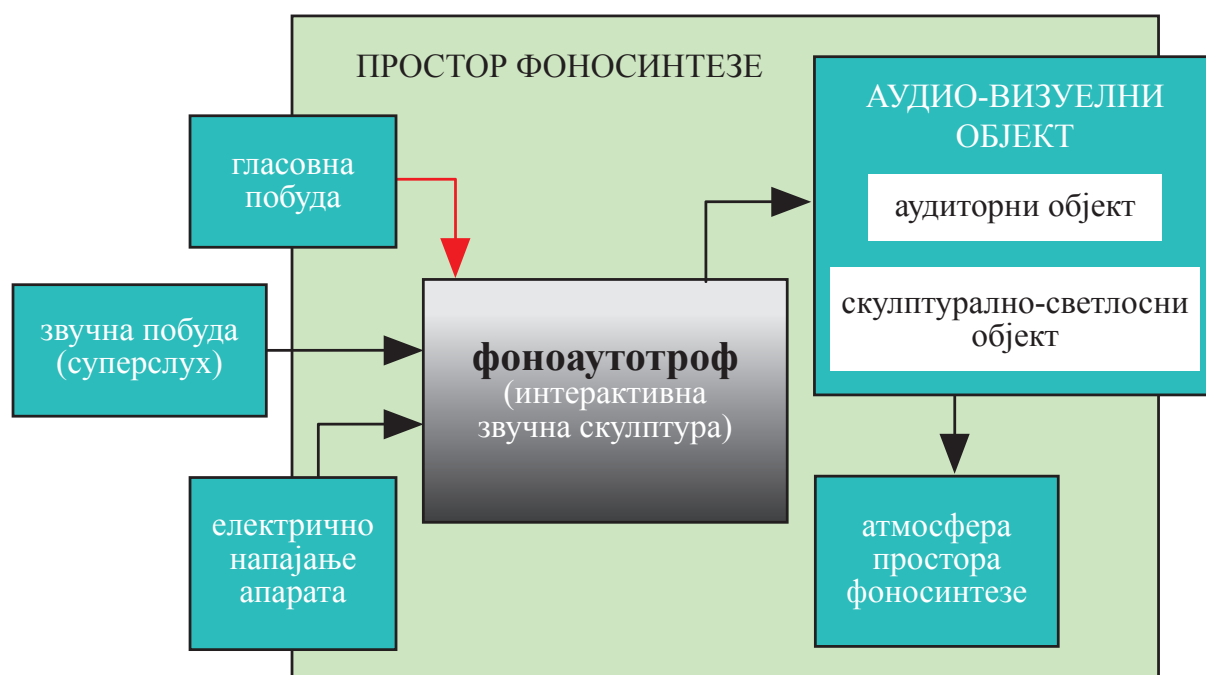 ПРОСТОР ФОНОСИНТЕЗЕ
гласовна
побуда
звучна побуда
(суперслух)
електрично
напајање
апарата
фоноаутотроф
(интерактивна
звучна скулптура)
АУДИО-ВИЗУЕЛНИ
ОБЈЕКТ
аудиторни објект
скулптурално-светлосни
објект
атмосфера
простора
фоносинтезе